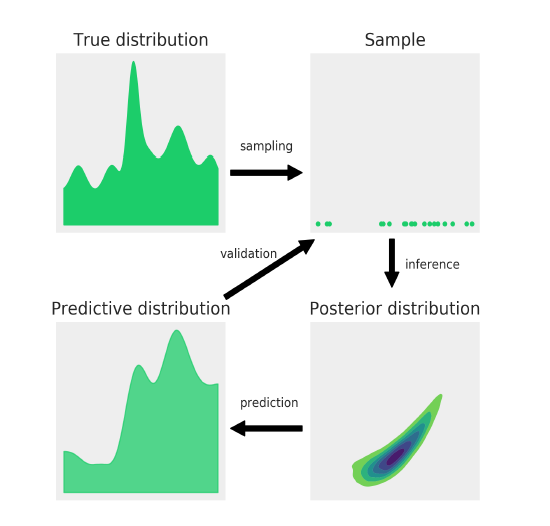 True distribution
Sample
sampling
validation
inference
Predictive distribution
Posterior distribution
prediction